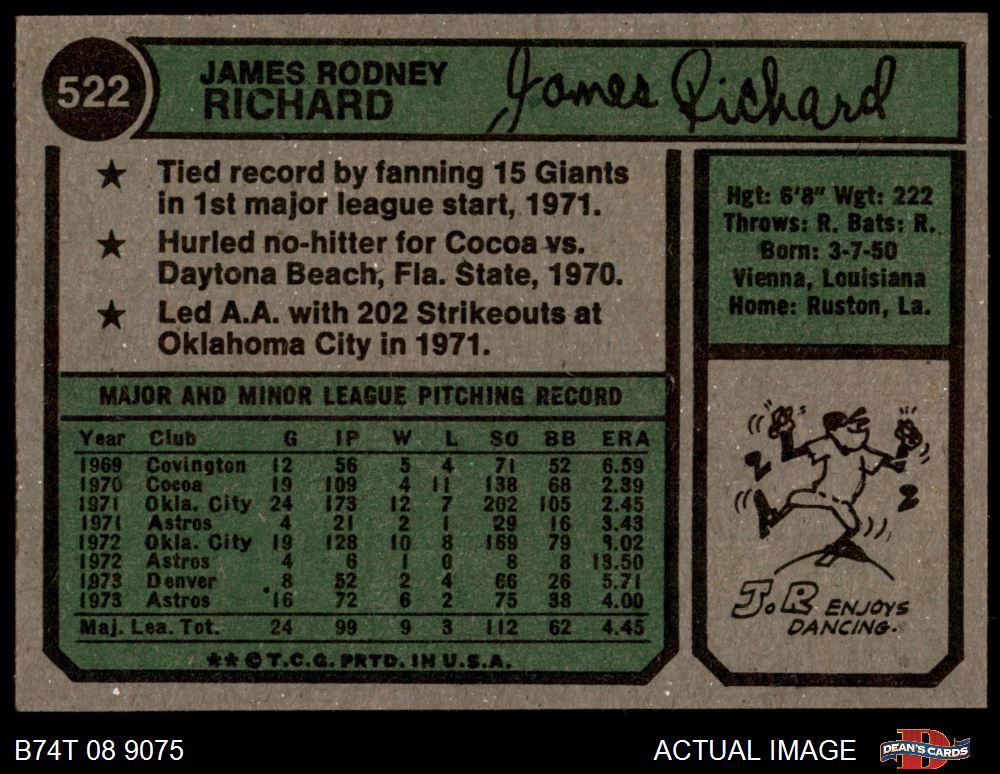 522
JAMES RODNEY
RICHARD
James Richard
★ Tied record by fanning 15 Giants
in 1st major league start, 1971.
★ Hurled no-hitter for Cocoa vs.
Daytona Beach, Fla. State, 1970.
★ Led A.A. with 202 Strikeouts at
Oklahoma City in 1971.
Hgt: 6'8" Wgt: 222
Throws: R. Bats: R.
Born: 3-7-50
Vienna, Louisiana
Home: Ruston, La.
MAJOR AND MINOR LEAGUE PITCHING RECORD
Year Club G IP W L SO BB ERA
1969 Covington 12 56 5 4 71 52 6.59
1970 Cocoa 19 109 4 11 138 68 2.39
1971 Okla. City 24 173 12 7 202 105 2.45
1971 Astros 4 21 2 1 29 16 3.43
1972 Okla. City 19 128 10 8 169 79 3.02
1972 Astros 4 6 1 0 8 8 13.50
1973 Denver 8 52 2 4 66 26 5.71
1973 Astros 16 72 6 2 75 38 4.00
Maj. Lea. Tot. 24 99 9 3 112 62 4.45
** © T.C.G. PRTD. IN U.S.A.
J.R ENJOYS
DANCING.
B74T 08 9075
ACTUAL IMAGE
DEAN'S CARDS